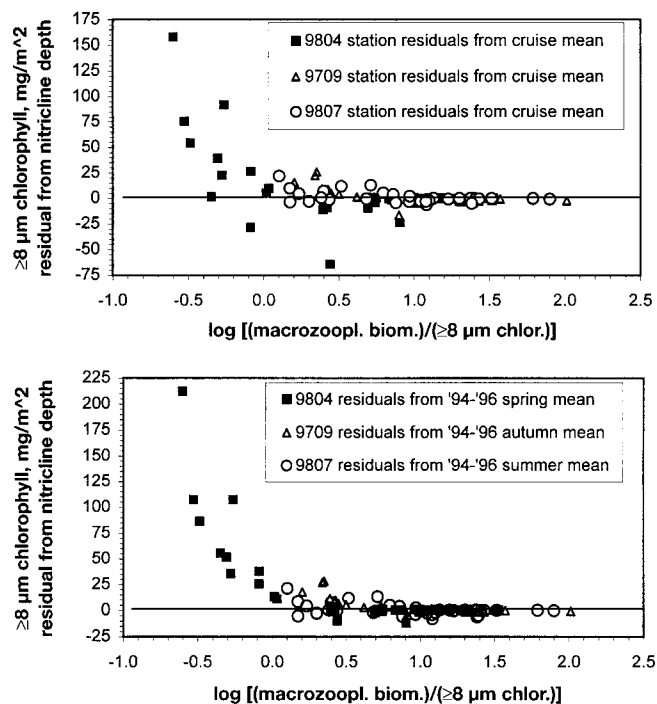 ≥8 µm chlorophyll, mg/m^2
residual from nitricline depth
175
150
125
100
75
50
25
0
-25
-50
75
■ 9804 station residuals from cruise mean
△ 9709 station residuals from cruise mean
○ 9807 station residuals from cruise mean
-1.0 -0.5 0.0 0.5 1.0 1.5 2.0 2.5
log [(macrozoopl. biom.)/(≥8 µm chlor.)]
≥8 µm chlorophyll, mg/m^2
residual from nitricline depth
225
200
175
150
125
100
75
50
25
0
-25
■ 9804 residuals from '94-'96 spring mean
△ 9709 residuals from '94-'96 autumn mean
○ 9807 residuals from '94-'96 summer mean
-1.0 -0.5 0.0 0.5 1.0 1.5 2.0 2.5
log [(macrozoopl. biom.)/(≥8 µm chlor.)]